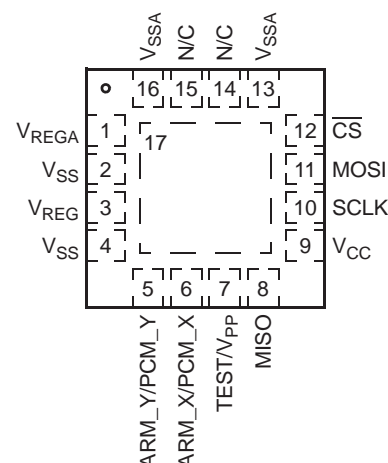 V_SSA
N/C
N/C
V_SSA
16 15 14 13
V_REGA 1 17 12 C̅S̅
V_SS 2 11 MOSI
V_REG 3 10 SCLK
V_SS 4 9 V_CC
5 6 7 8
ARM_Y/PCM_Y
ARM_X/PCM_X
TEST/V_PP
MISO